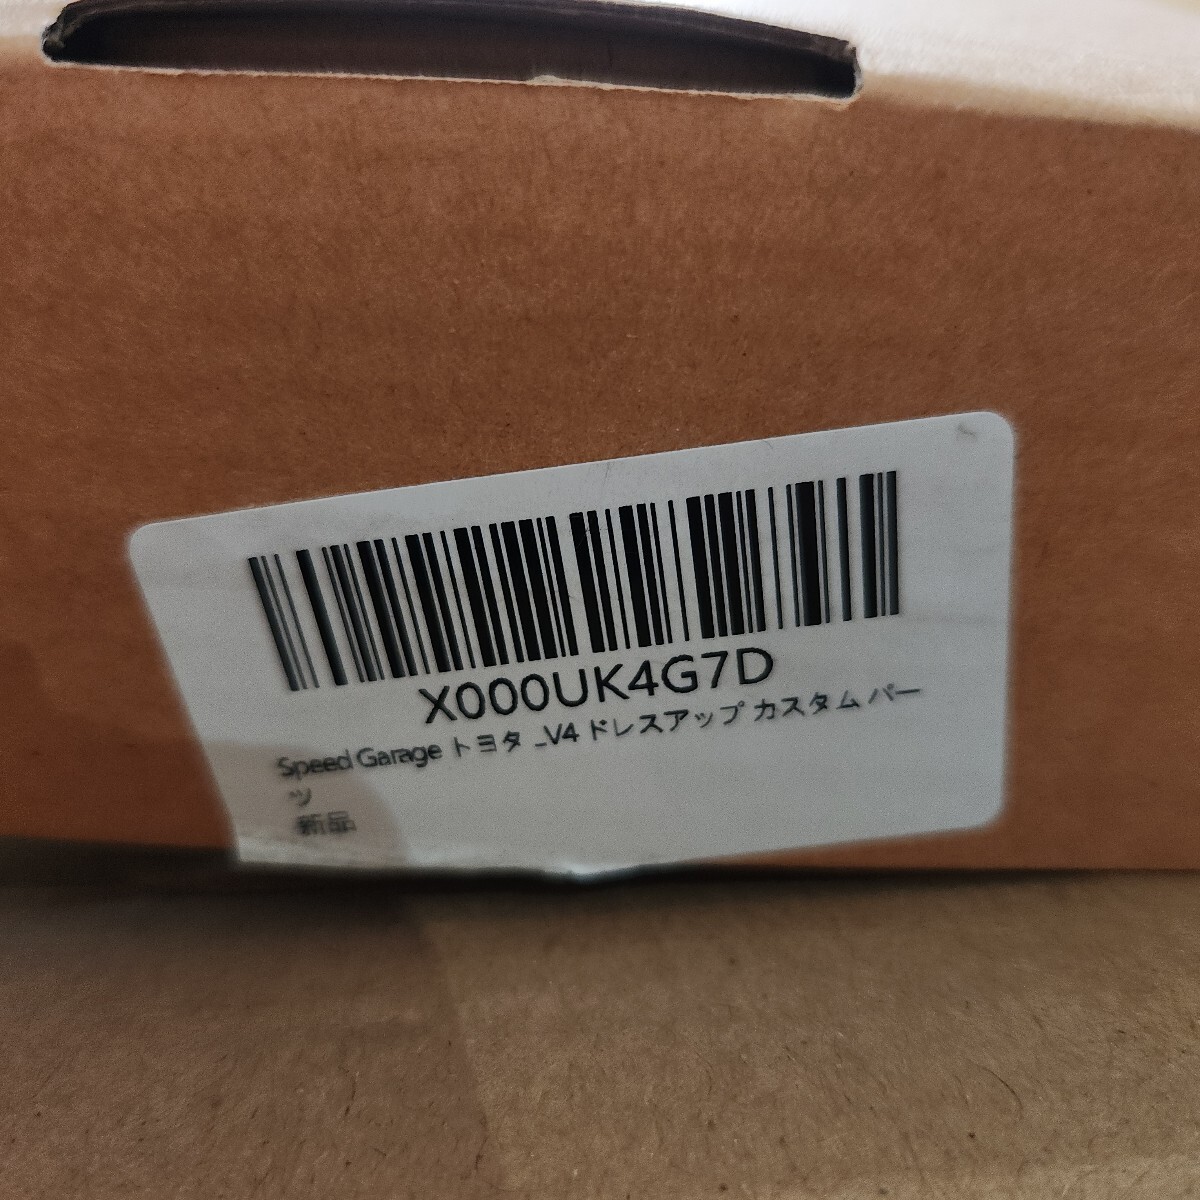 X000UK4G7D
Speed Garage トヨタ _V4 ドレスアップ カスタム パー
ツ
新品